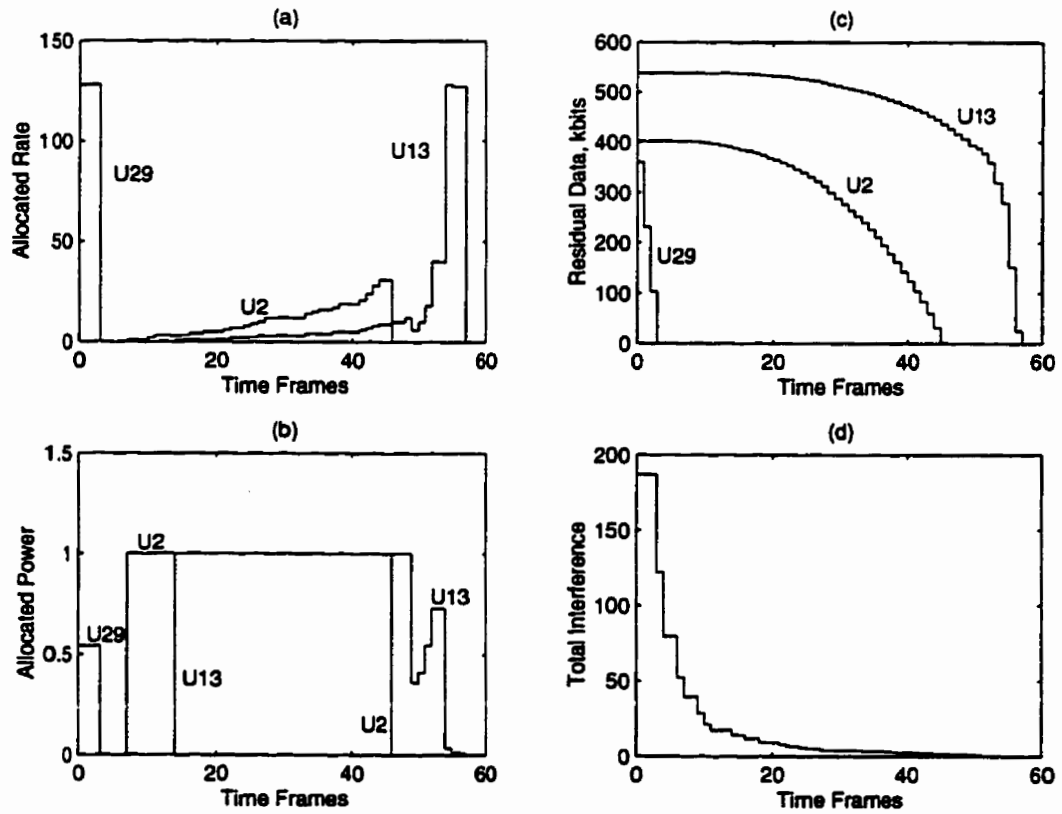 (a)
150
100
50
0
Allocated Rate
U29
U13
U2
0 20 40 60
Time Frames
(c)
600
500
400
300
200
100
0
Residual Data, kbits
U13
U2
U29
0 20 40 60
Time Frames
(b)
1.5
1
0.5
0
Allocated Power
U2
U29
U13
U13
U2
0 20 40 60
Time Frames
(d)
200
150
100
50
0
Total Interference
0 20 40 60
Time Frames